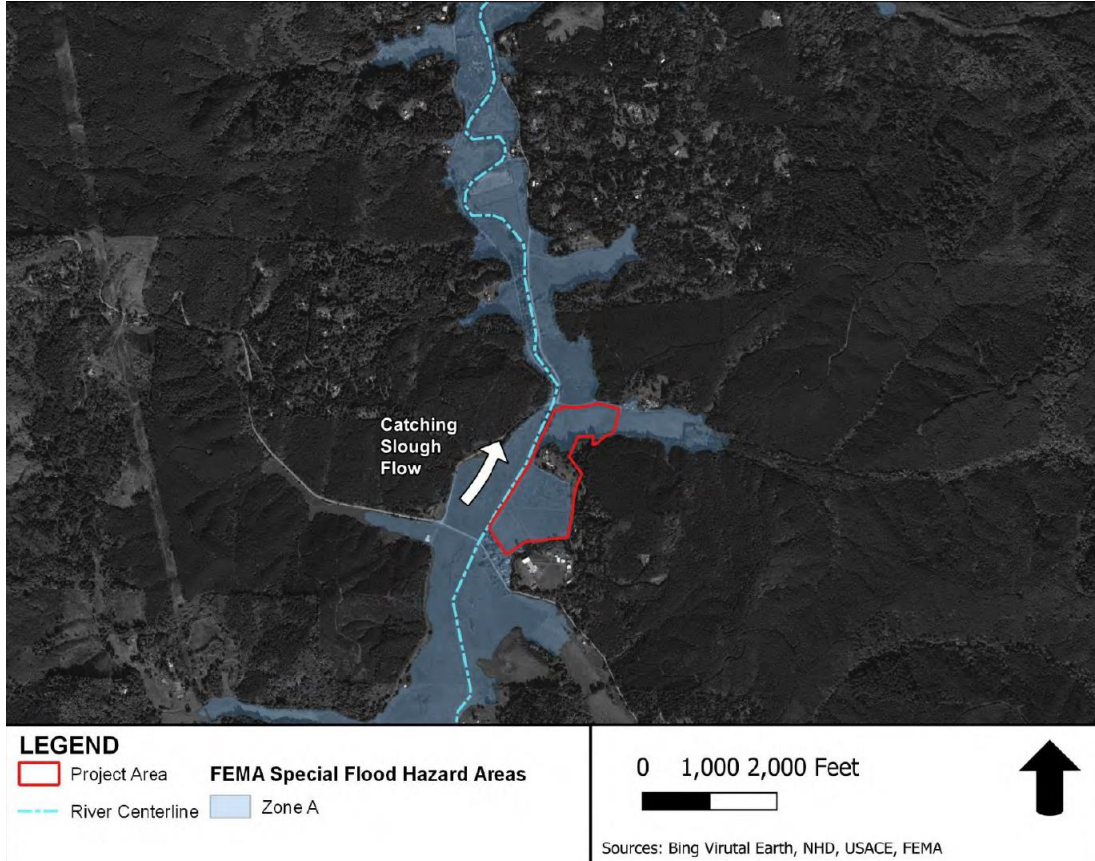 Catching
Slough
Flow
LEGEND
Project Area
River Centerline
FEMA Special Flood Hazard Areas
Zone A
0 1,000 2,000 Feet
Sources: Bing Virutal Earth, NHD, USACE, FEMA